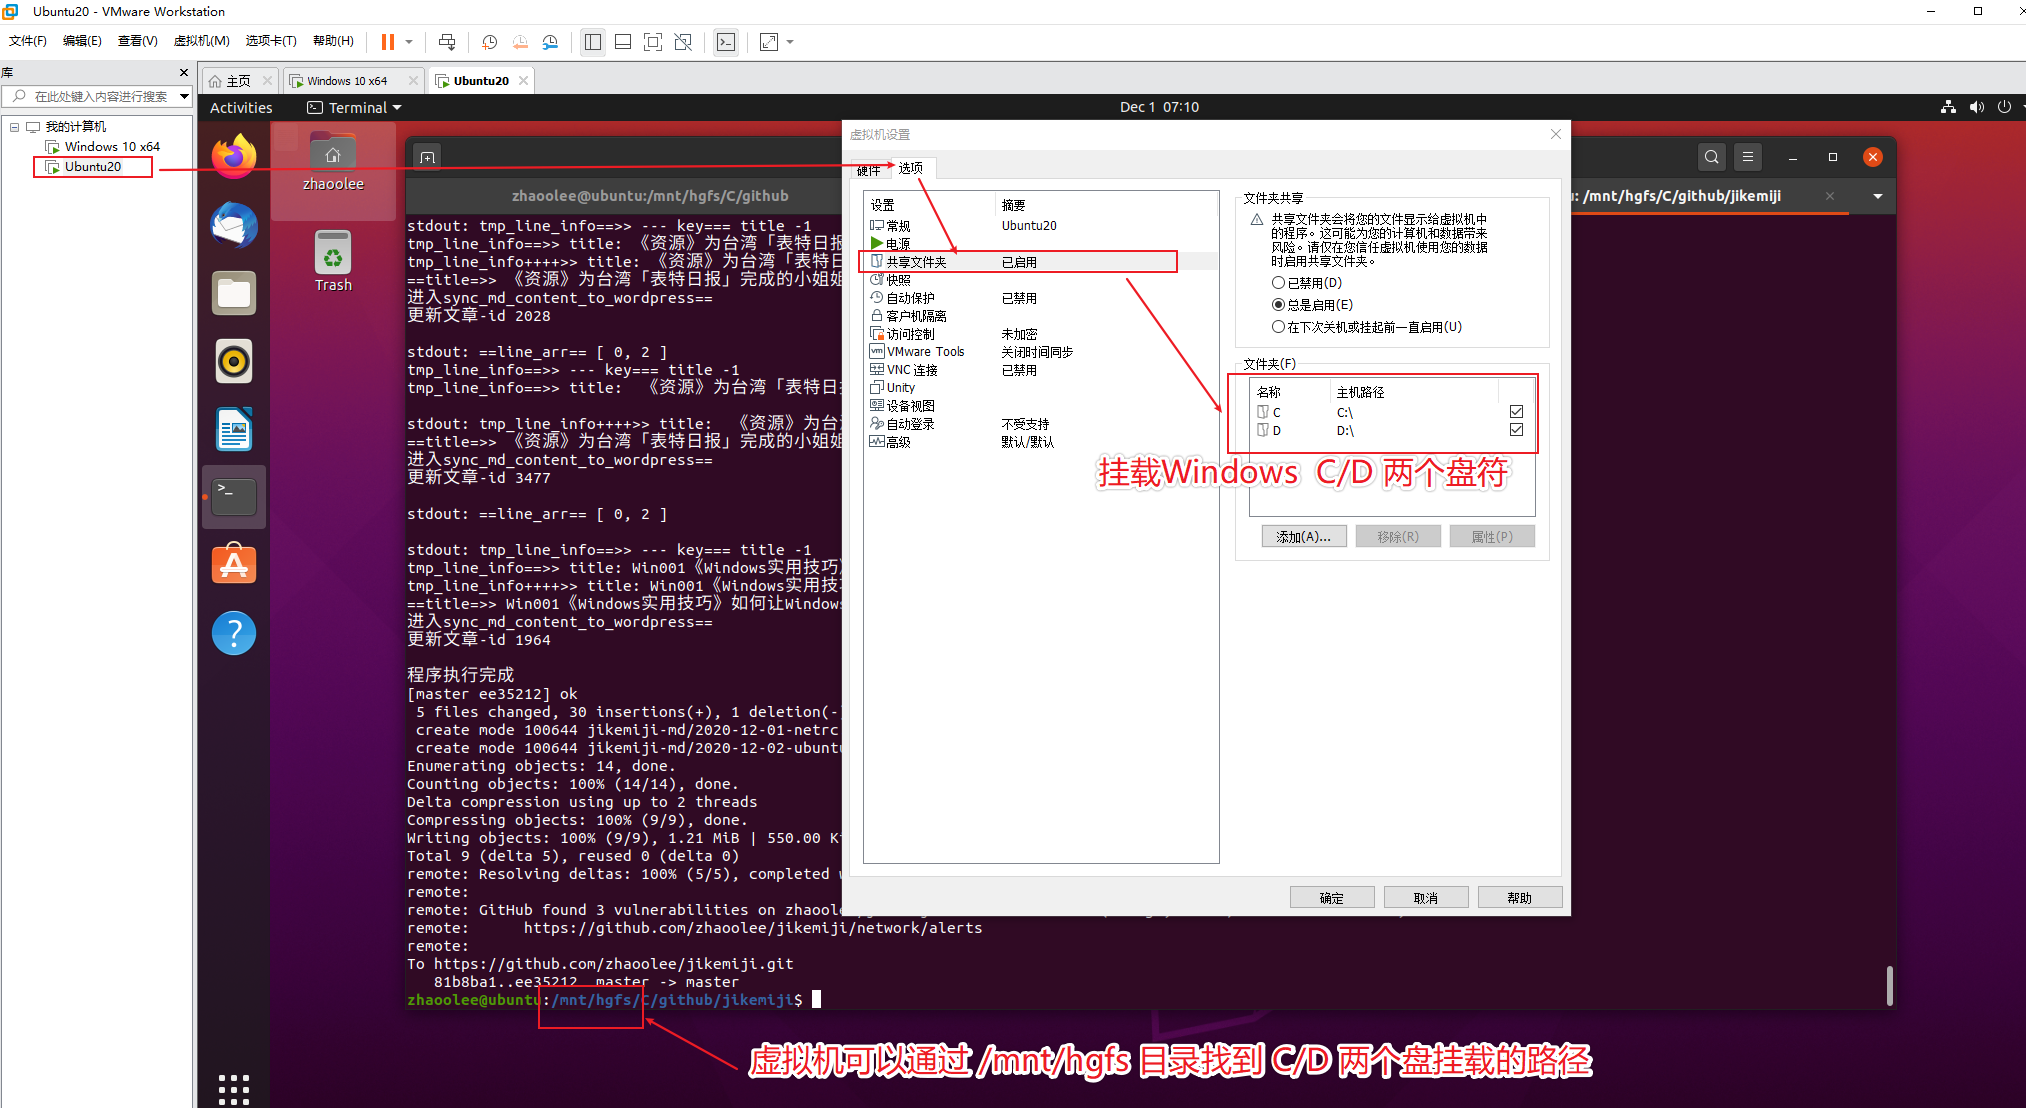 Ubuntu20 - VMware Workstation
文件(F) 编辑(E) 查看(V) 虚拟机(M) 选项卡(T) 帮助(H)
库
主页 Windows 10 x64 Ubuntu20
在此处键入内容进行搜索
我的计算机
Windows 10 x64
Ubuntu20
Activities Terminal Dec 1 07:10
zhaoolee
Trash
zhaoolee@ubuntu:/mnt/hgfs/C/github
: /mnt/hgfs/C/github/jikemiji
stdout: tmp_line_info==>> --- key=== title -1
tmp_line_info==>> title: 《资源》为台湾「表特日报
tmp_line_info++++>> title: 《资源》为台湾「表特日
==title=>> 《资源》为台湾「表特日报」完成的小姐姐
进入sync_md_content_to_wordpress==
更新文章-id 2028
stdout: ==line_arr== [ 0, 2 ]
tmp_line_info==>> --- key=== title -1
tmp_line_info==>> title: 《资源》为台湾「表特日
stdout: tmp_line_info++++>> title: 《资源》为台
==title=>> 《资源》为台湾「表特日报」完成的小姐姐
进入sync_md_content_to_wordpress==
更新文章-id 3477
stdout: ==line_arr== [ 0, 2 ]
stdout: tmp_line_info==>> --- key=== title -1
tmp_line_info==>> title: Win001《Windows实用技巧
tmp_line_info++++>> title: Win001《Windows实用技
==title=>> Win001《Windows实用技巧》如何让Windows
进入sync_md_content_to_wordpress==
更新文章-id 1964
程序执行完成
[master ee35212] ok
5 files changed, 30 insertions(+), 1 deletion(-
create mode 100644 jikemiji-md/2020-12-01-netrc
create mode 100644 jikemiji-md/2020-12-02-ubuntu
Enumerating objects: 14, done.
Counting objects: 100% (14/14), done.
Delta compression using up to 2 threads
Compressing objects: 100% (9/9), done.
Writing objects: 100% (9/9), 1.21 MiB | 550.00 K
Total 9 (delta 5), reused 0 (delta 0)
remote: Resolving deltas: 100% (5/5), completed
remote:
remote: GitHub found 3 vulnerabilities on zhaoole
remote: https://github.com/zhaoolee/jikemiji/network/alerts
remote:
To https://github.com/zhaoolee/jikemiji.git
81b8ba1..ee35212 master -> master
zhaoolee@ubuntu:/mnt/hgfs/C/github/jikemiji$
虚拟机设置
硬件 选项
设置 摘要
常规 Ubuntu20
电源
共享文件夹 已启用
快照
自动保护 已禁用
客户机隔离
访问控制 未加密
VMware Tools 关闭时间同步
VNC 连接 已禁用
Unity
设备视图
自动登录 不受支持
高级 默认/默认
文件夹共享
共享文件夹会将您的文件显示给虚拟机中
的程序。这可能为您的计算机和数据带来
风险。请仅在您信任虚拟机使用您的数据
时启用共享文件夹。
已禁用(D)
总是启用(E)
在下次关机或挂起前一直启用(U)
文件夹(F)
名称 主机路径
C C:\
D D:\
挂载Windows C/D 两个盘符
添加(A)... 移除(R) 属性(P)
确定 取消 帮助
虚拟机可以通过 /mnt/hgfs 目录找到 C/D 两个盘挂载的路径